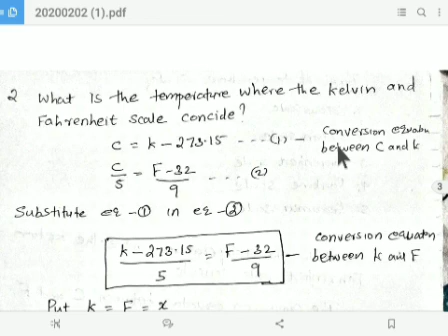 20200202 (1).pdf
2 What is the temperature where the kelvin and
Fahrenheit scale concide?
C = k - 273.15 ---- (1) - conversion
between C and k
C/5 = F-32/9 ... (2)
3
Substitute eq - ① in eq - ②
k - 273.15/5 = F - 32/9 - conversion
between k and F
Put k = F = x